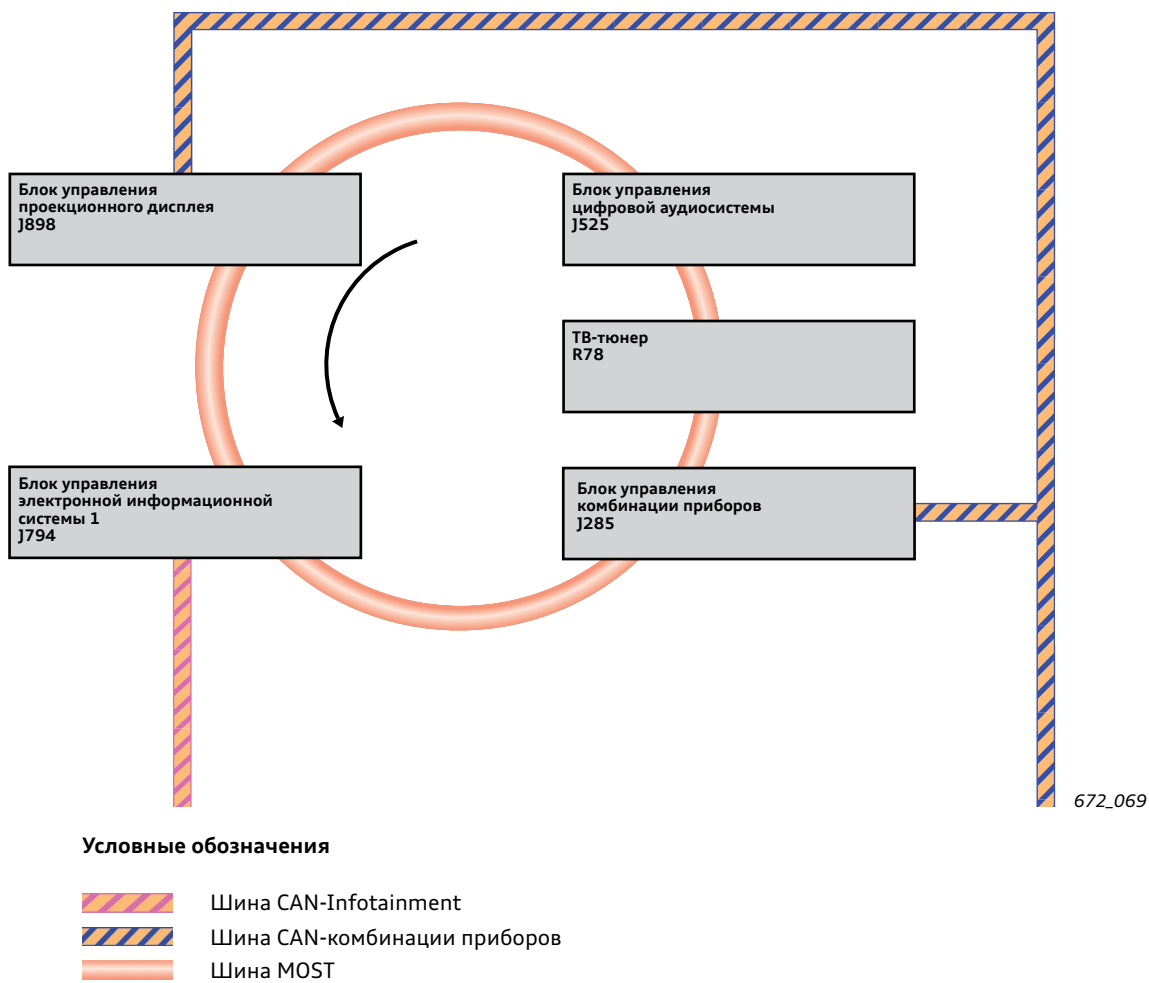 Блок управления
проекционного дисплея
J898
Блок управления
цифровой аудиосистемы
J525
ТВ-тюнер
R78
Блок управления
электронной информационной
системы 1
J794
Блок управления
комбинации приборов
J285
672_069
Условные обозначения
Шина CAN-Infotainment
Шина CAN-комбинации приборов
Шина MOST